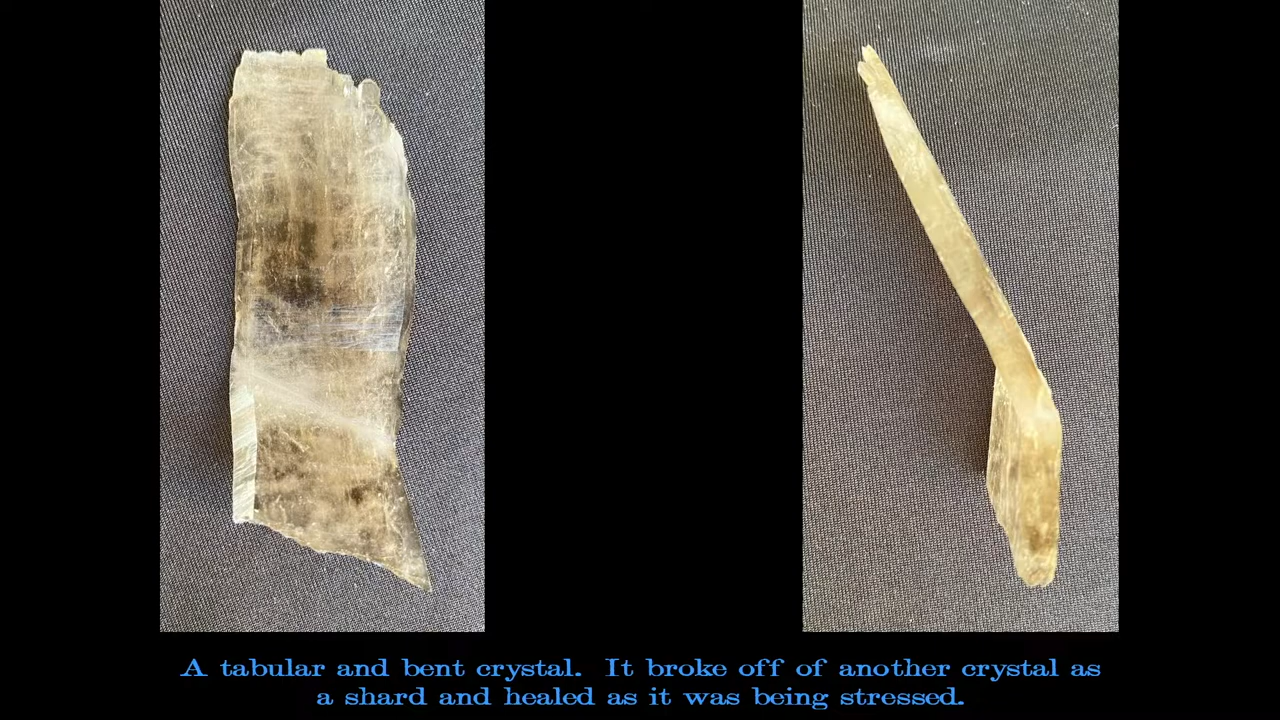 A tabular and bent crystal.  It broke off of another crystal as
a shard and healed as it was being stressed.